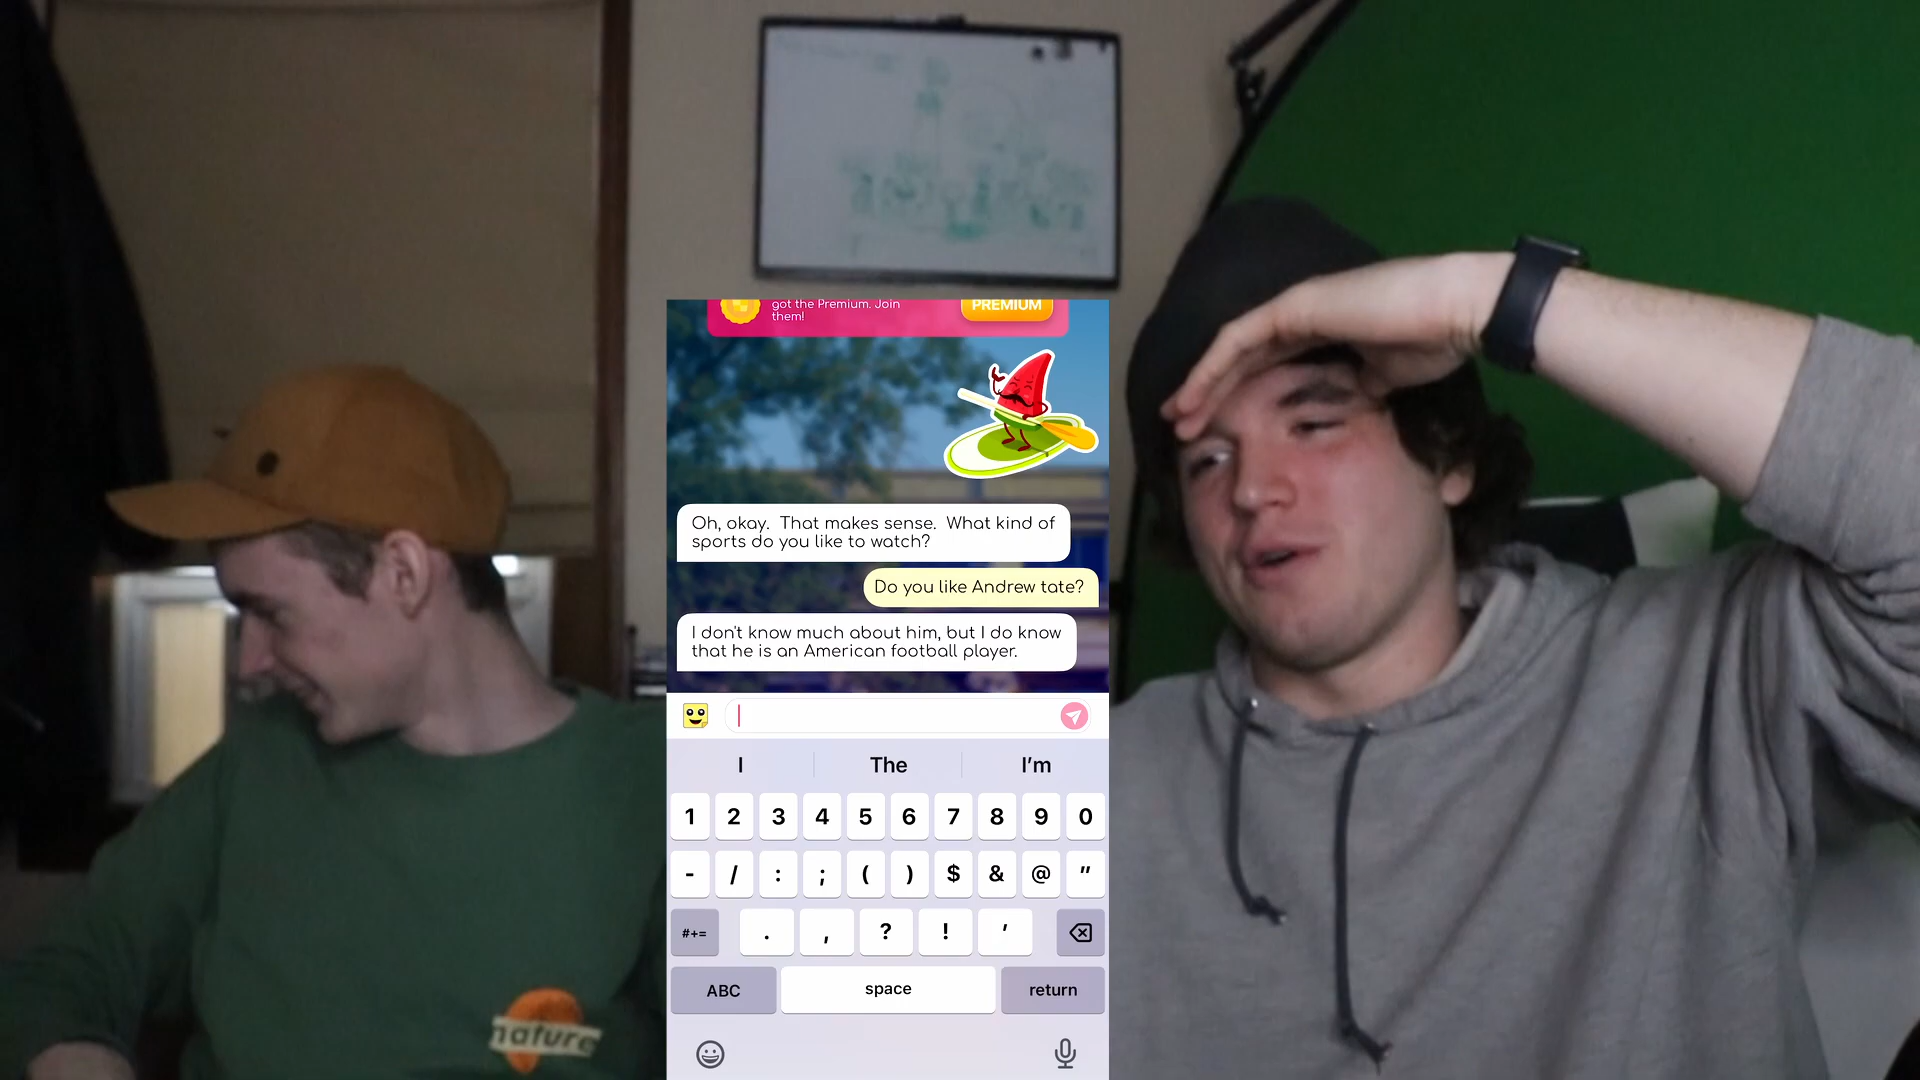 got the Premium. Join
them!
PREMIUM
Oh, okay. That makes sense. What kind of
sports do you like to watch?
Do you like Andrew tate?
I don't know much about him, but I do know
that he is an American football player.
I The I'm
1 2 3 4 5 6 7 8 9 0
- / : ; ( ) $ & @ "
#+= . , ? ! '
ABC space return
nature